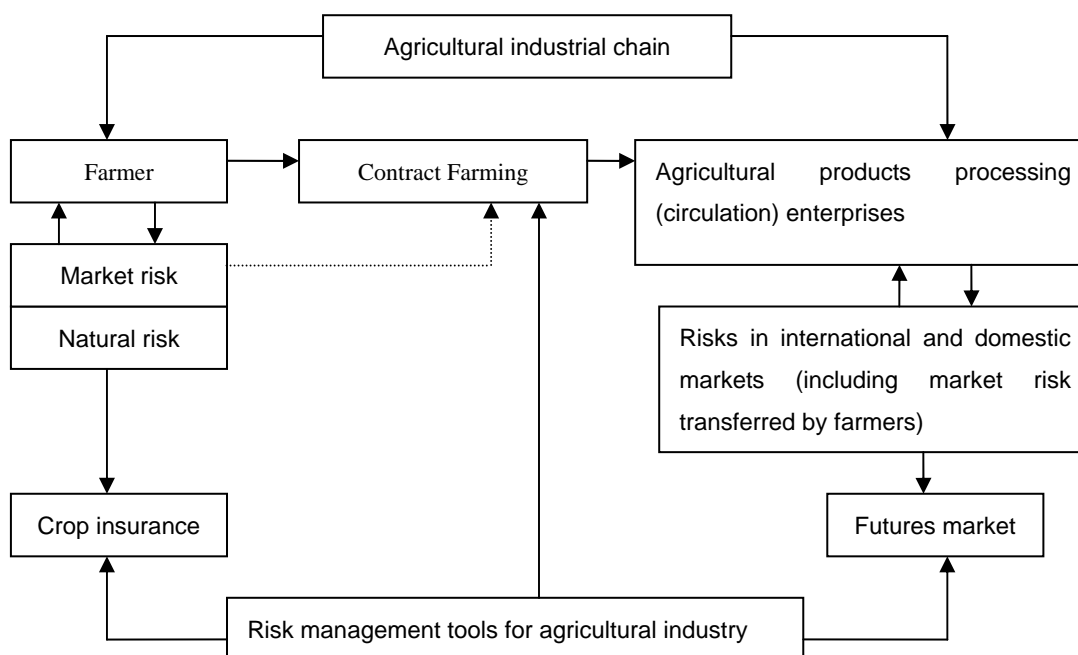 Agricultural industrial chain
Farmer
Contract Farming
Agricultural products processing
(circulation) enterprises
Market risk
Natural risk
Risks in international and domestic
markets (including market risk
transferred by farmers)
Crop insurance
Futures market
Risk management tools for agricultural industry